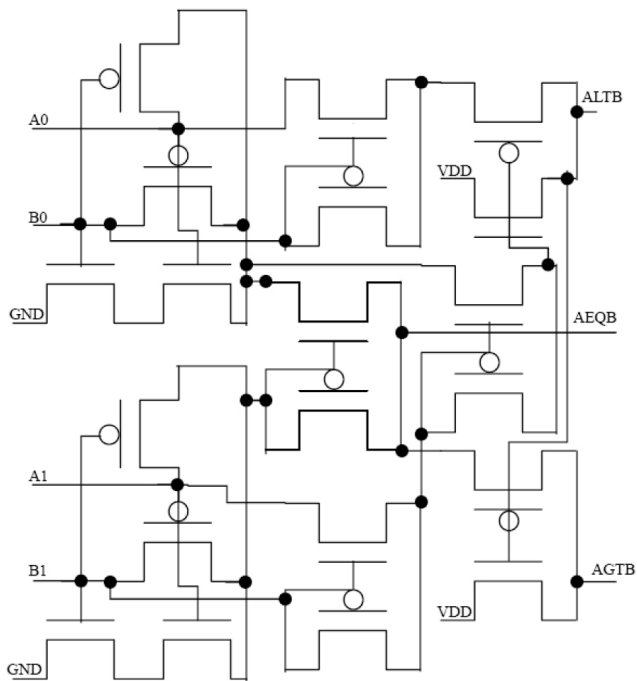 ALTB
A0
VDD
B0
GND
AEQB
A1
B1
AGTB
VDD
GND